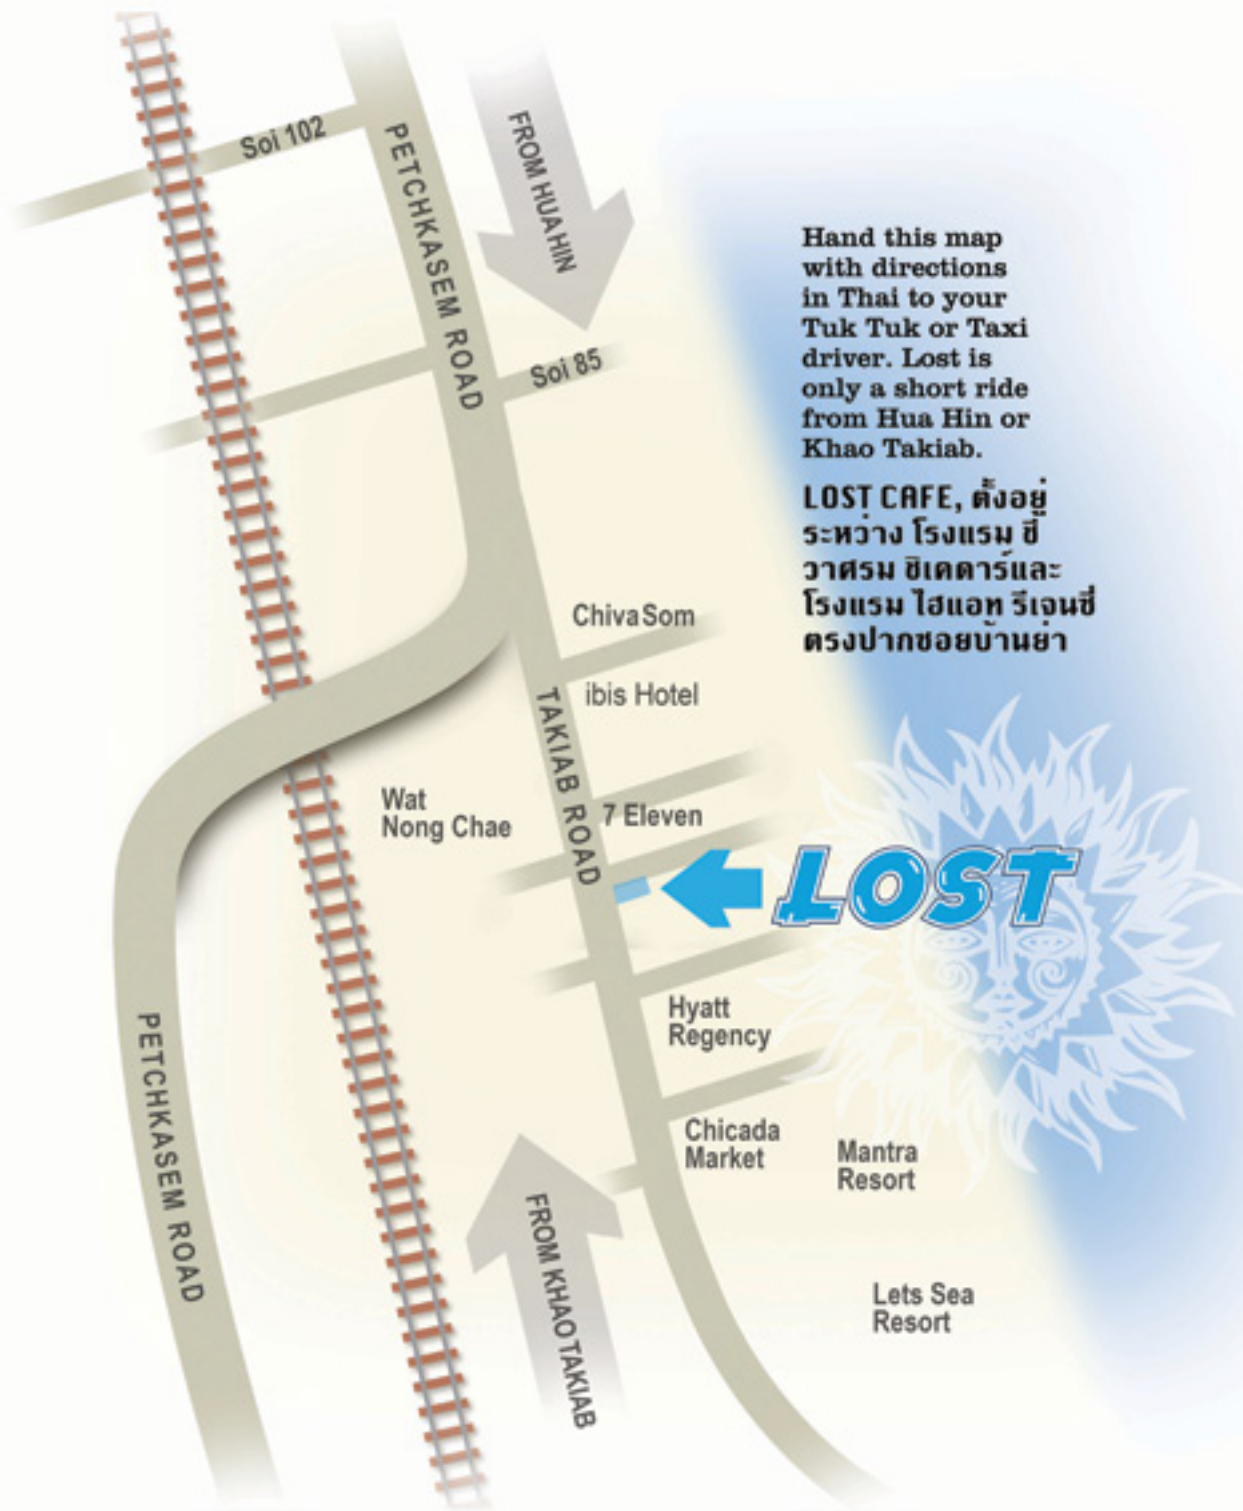 Soi 102
PETCHKASEM ROAD
FROM HUA HIN
Soi 85
Hand this map
with directions
in Thai to your
Tuk Tuk or Taxi
driver. Lost is
only a short ride
from Hua Hin or
Khao Takiab.
LOST CAFE, ตั้งอยู่
ระหว่าง โรงแรม ชี
วาศรม ชิเคดาร์และ
โรงแรม ไฮแอท รีเจนซี่
ตรงปากซอยบ้านย่า
ChivaSom
ibis Hotel
TAKIAB ROAD
Wat
Nong Chae
7 Eleven
LOST
Hyatt
Regency
PETCHKASEM ROAD
Chicada
Market
Mantra
Resort
FROM KHAO TAKIAB
Lets Sea
Resort